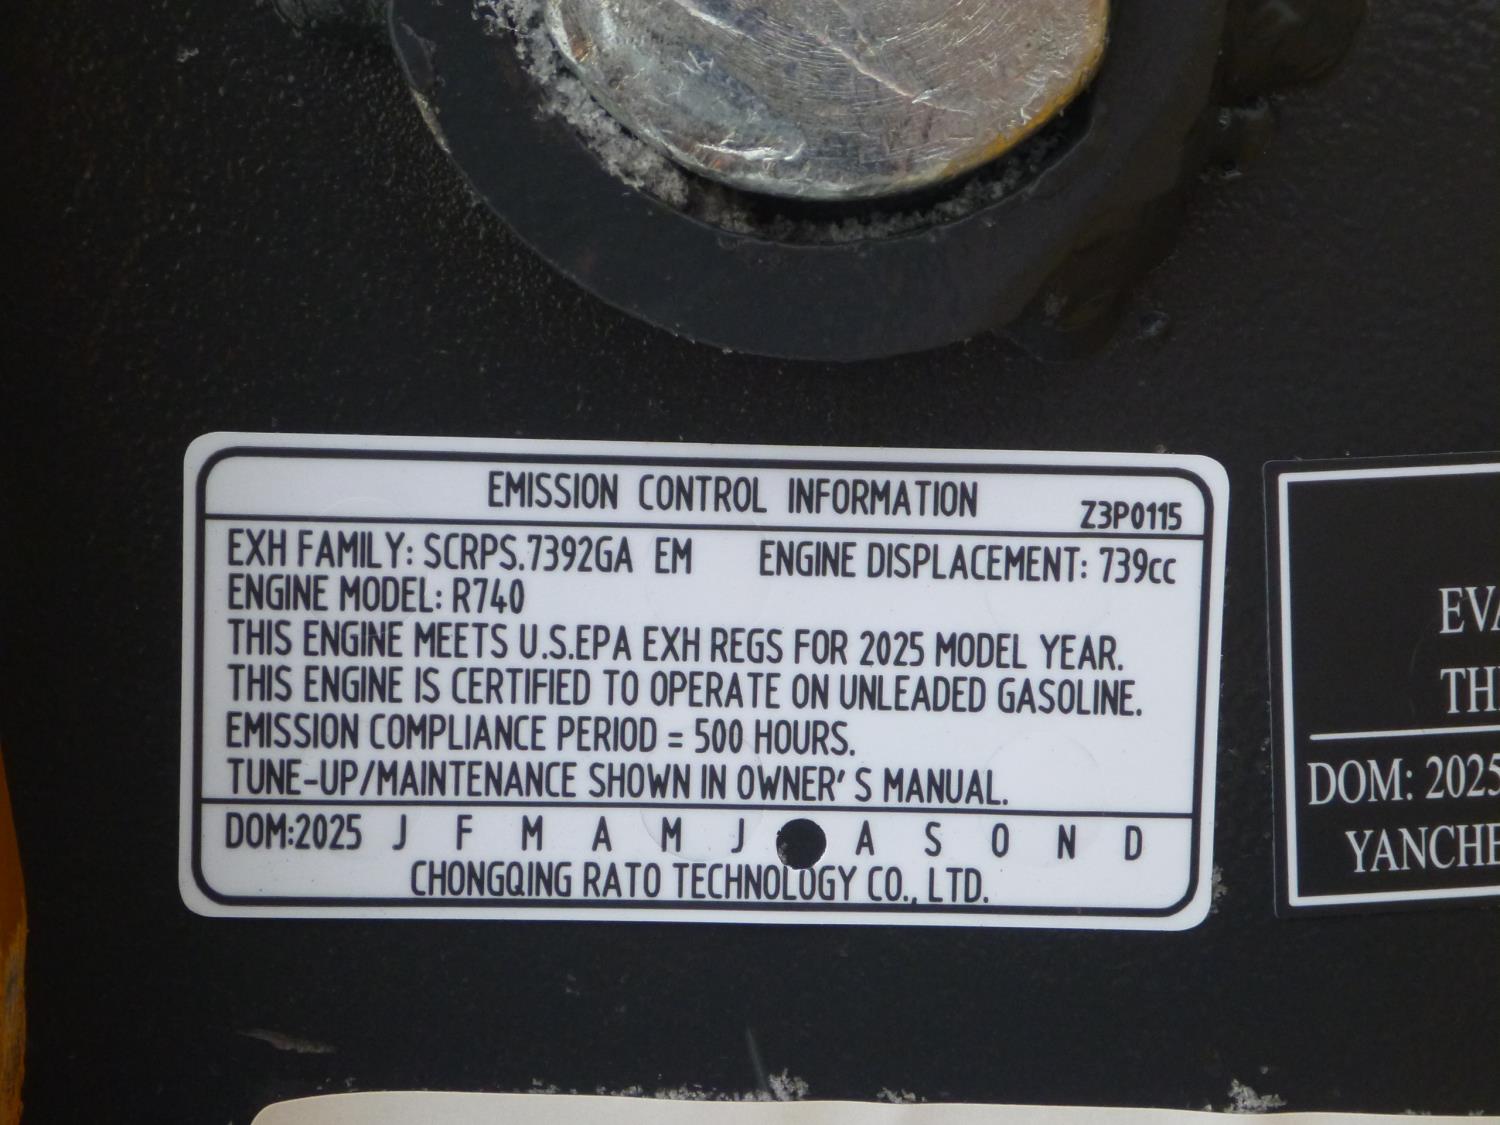 EMISSION CONTROL INFORMATION
Z3P0115
EXH FAMILY: SCRPS.7392GA EM ENGINE DISPLACEMENT: 739cc
ENGINE MODEL: R740
THIS ENGINE MEETS U.S.EPA EXH REGS FOR 2025 MODEL YEAR.
THIS ENGINE IS CERTIFIED TO OPERATE ON UNLEADED GASOLINE.
EMISSION COMPLIANCE PERIOD = 500 HOURS.
TUNE-UP/MAINTENANCE SHOWN IN OWNER' S MANUAL.
DOM:2025 J F M A M J A S O N D
CHONGQING RATO TECHNOLOGY CO., LTD.
EVA
TH
DOM: 2025
YANCHE